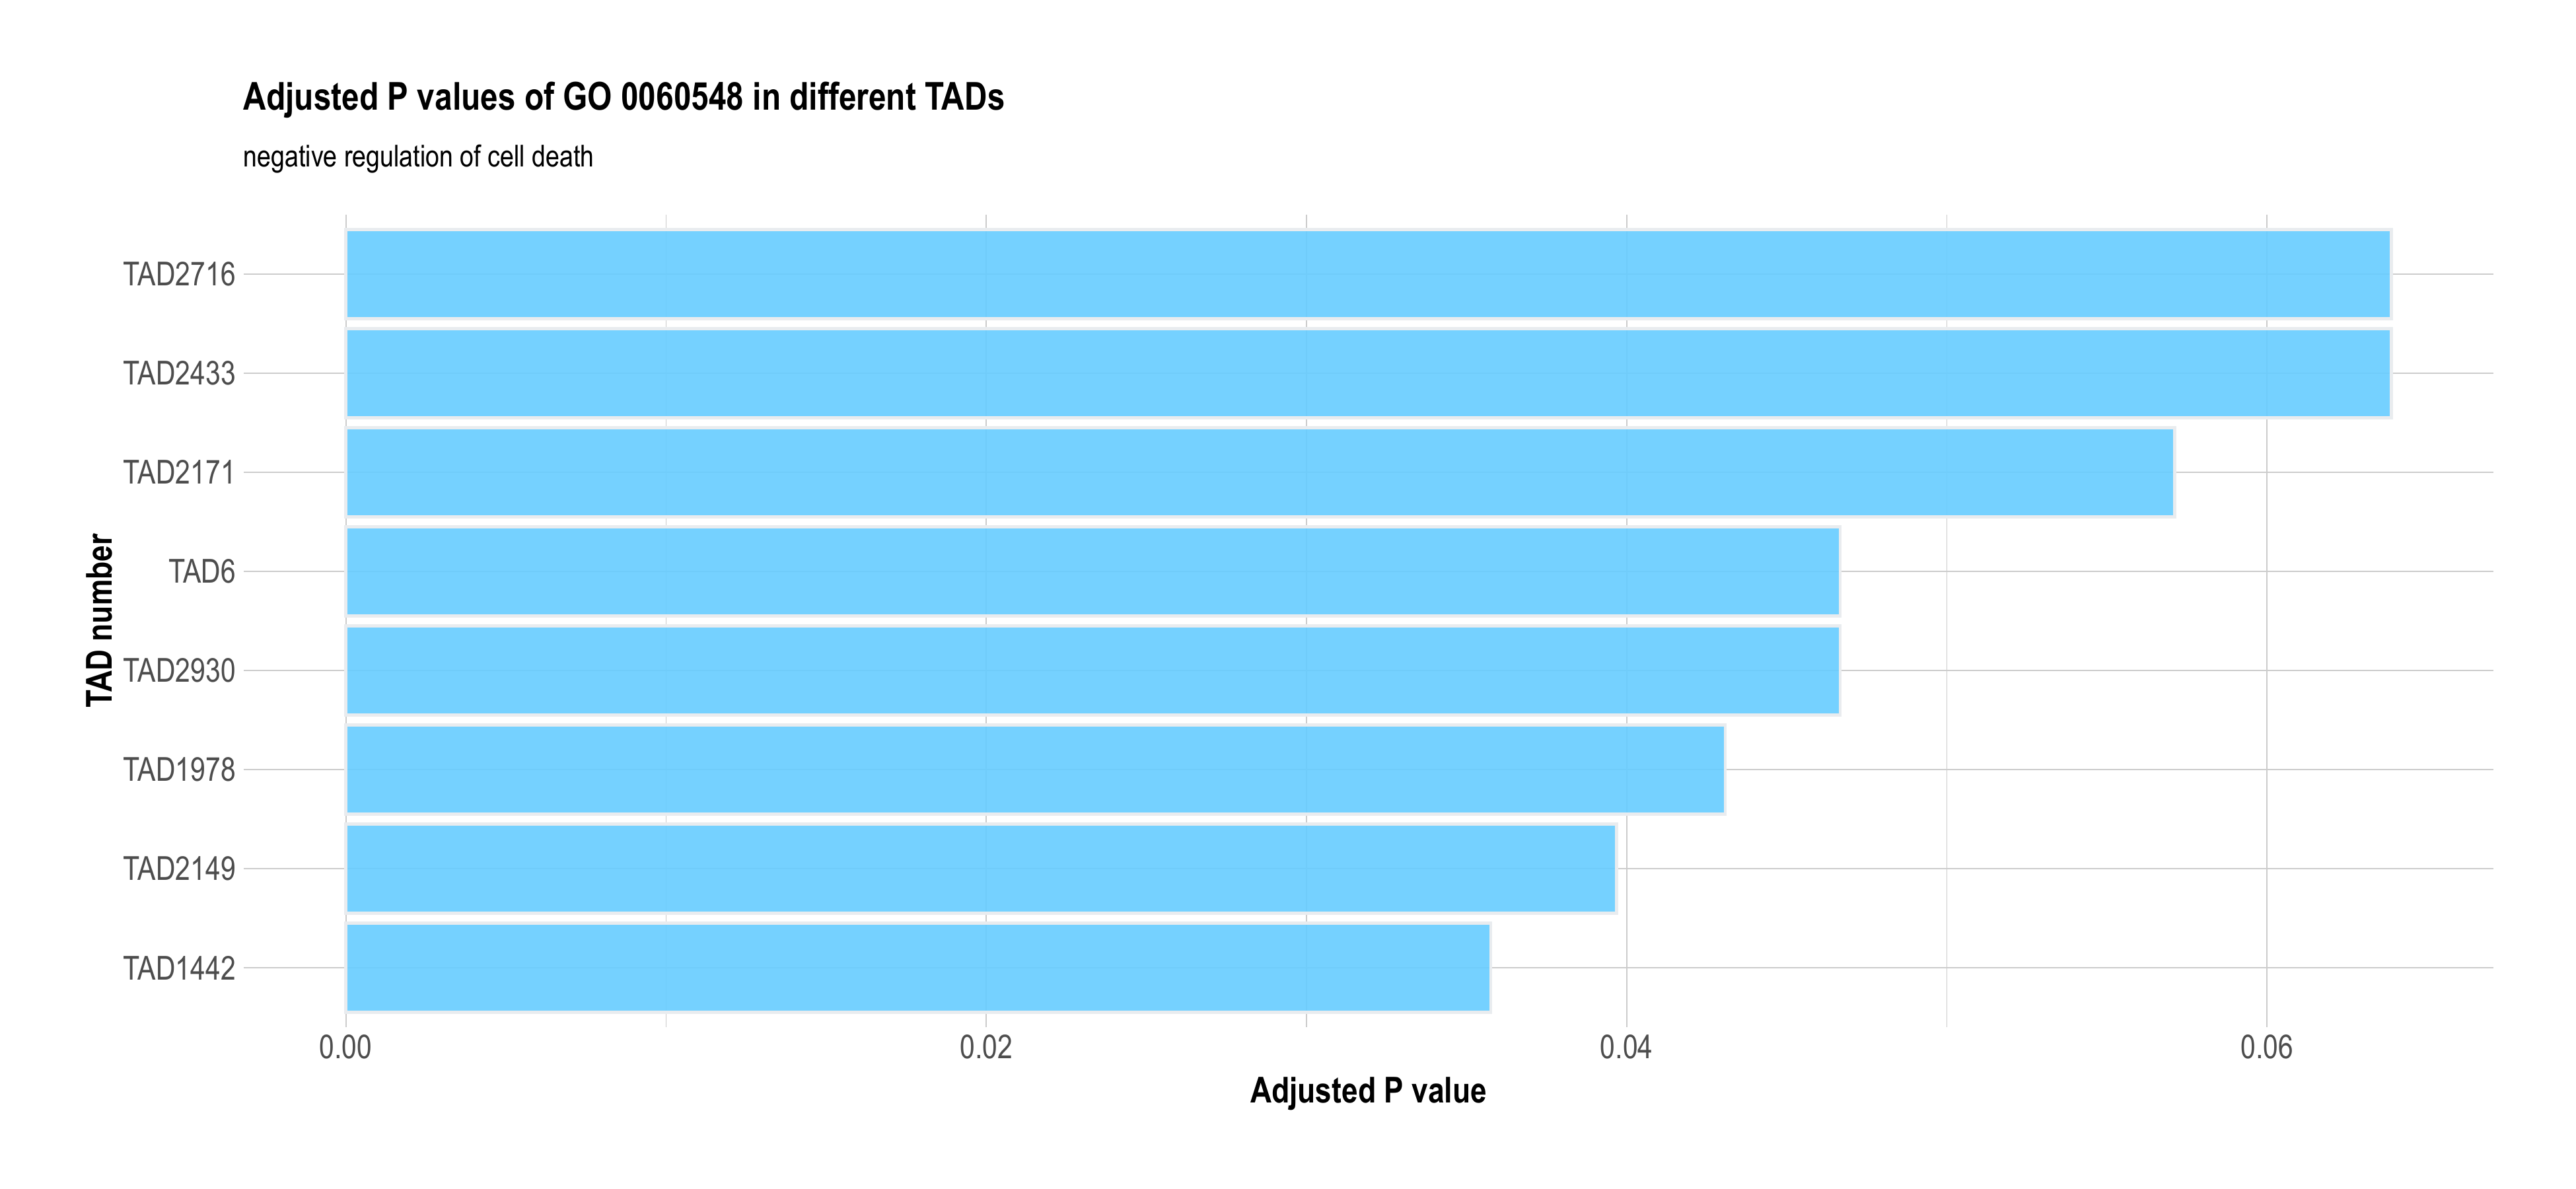 Adjusted P values of GO 0060548 in different TADs
negative regulation of cell death
TAD number
TAD2716
TAD2433
TAD2171
TAD6
TAD2930
TAD1978
TAD2149
TAD1442
0.00 0.02 0.04 0.06
Adjusted P value